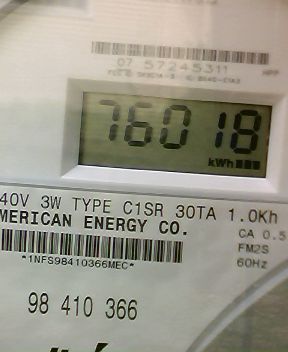 07 57245311
76018
kWh
40V 3W TYPE C1SR 30TA 1.0Kh
MERICAN ENERGY CO.
CA 0.5
FM2S
*1NFS98410366MEC*
60Hz
98 410 366